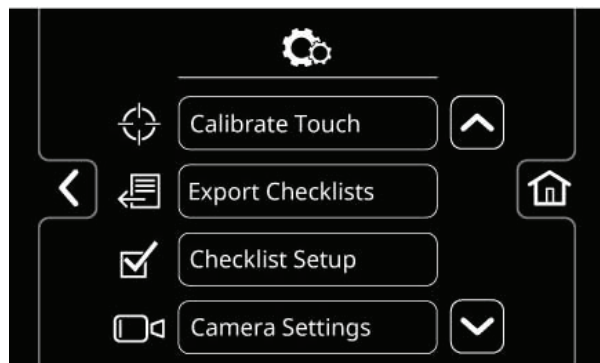 Calibrate Touch
Export Checklists
Checklist Setup
Camera Settings